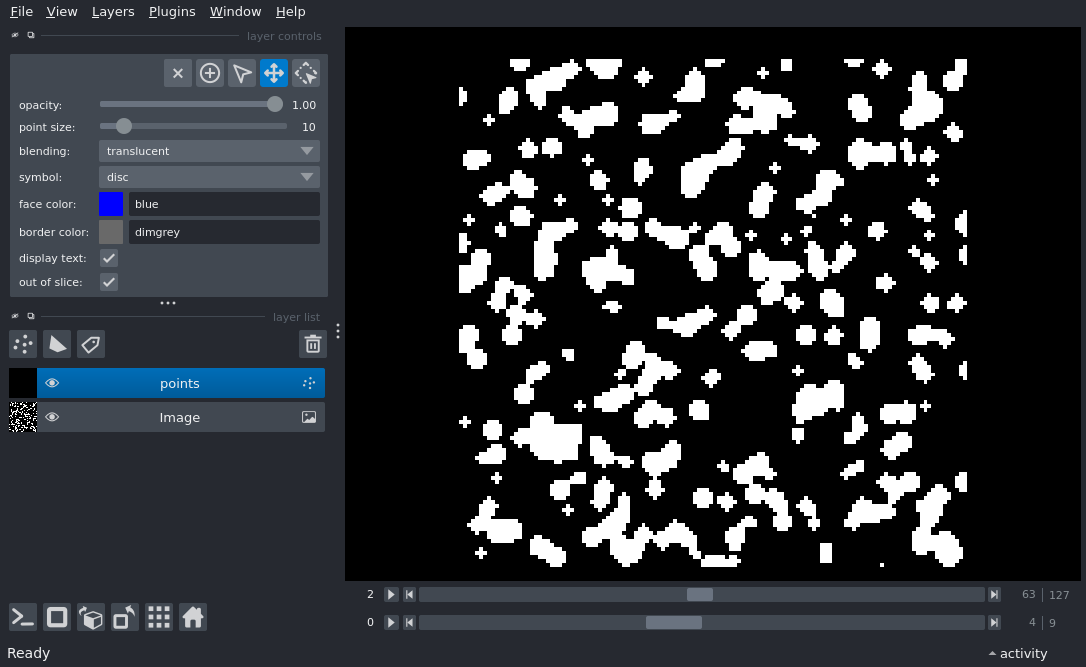 File View Layers Plugins Window Help
layer controls
opacity: 1.00
point size: 10
blending: translucent
symbol: disc
face color: blue
border color: dimgrey
display text:
out of slice:
layer list
points
Image
2 63 127
0 4 9
Ready activity